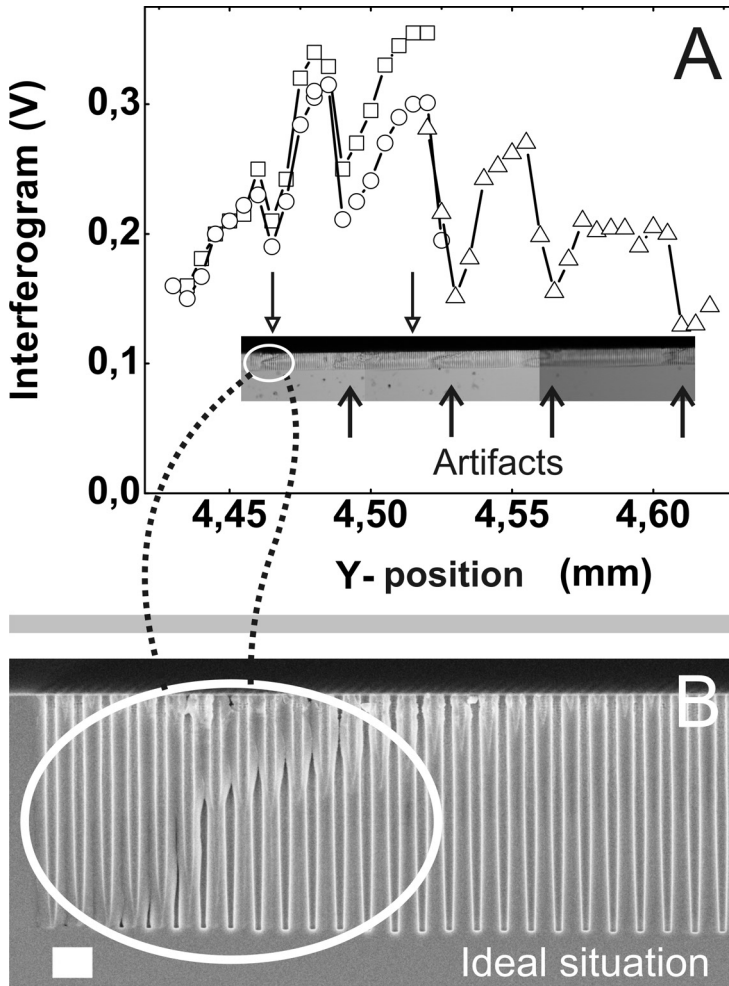 A
Interferogram (V)
0,3
0,2
0,1
0,0
Artifacts
4,45 4,50 4,55 4,60
Y- position (mm)
B
Ideal situation